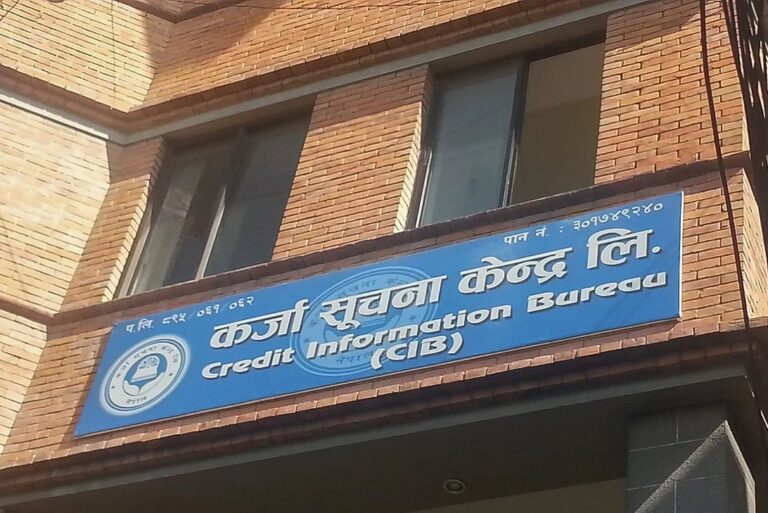 प. लि. ८९५/०६१/०६२
पान नं. : ३०१७४९२४०
कर्जा सूचना केन्द्र लि.
Credit Information Bureau
(CIB)
नेपाल